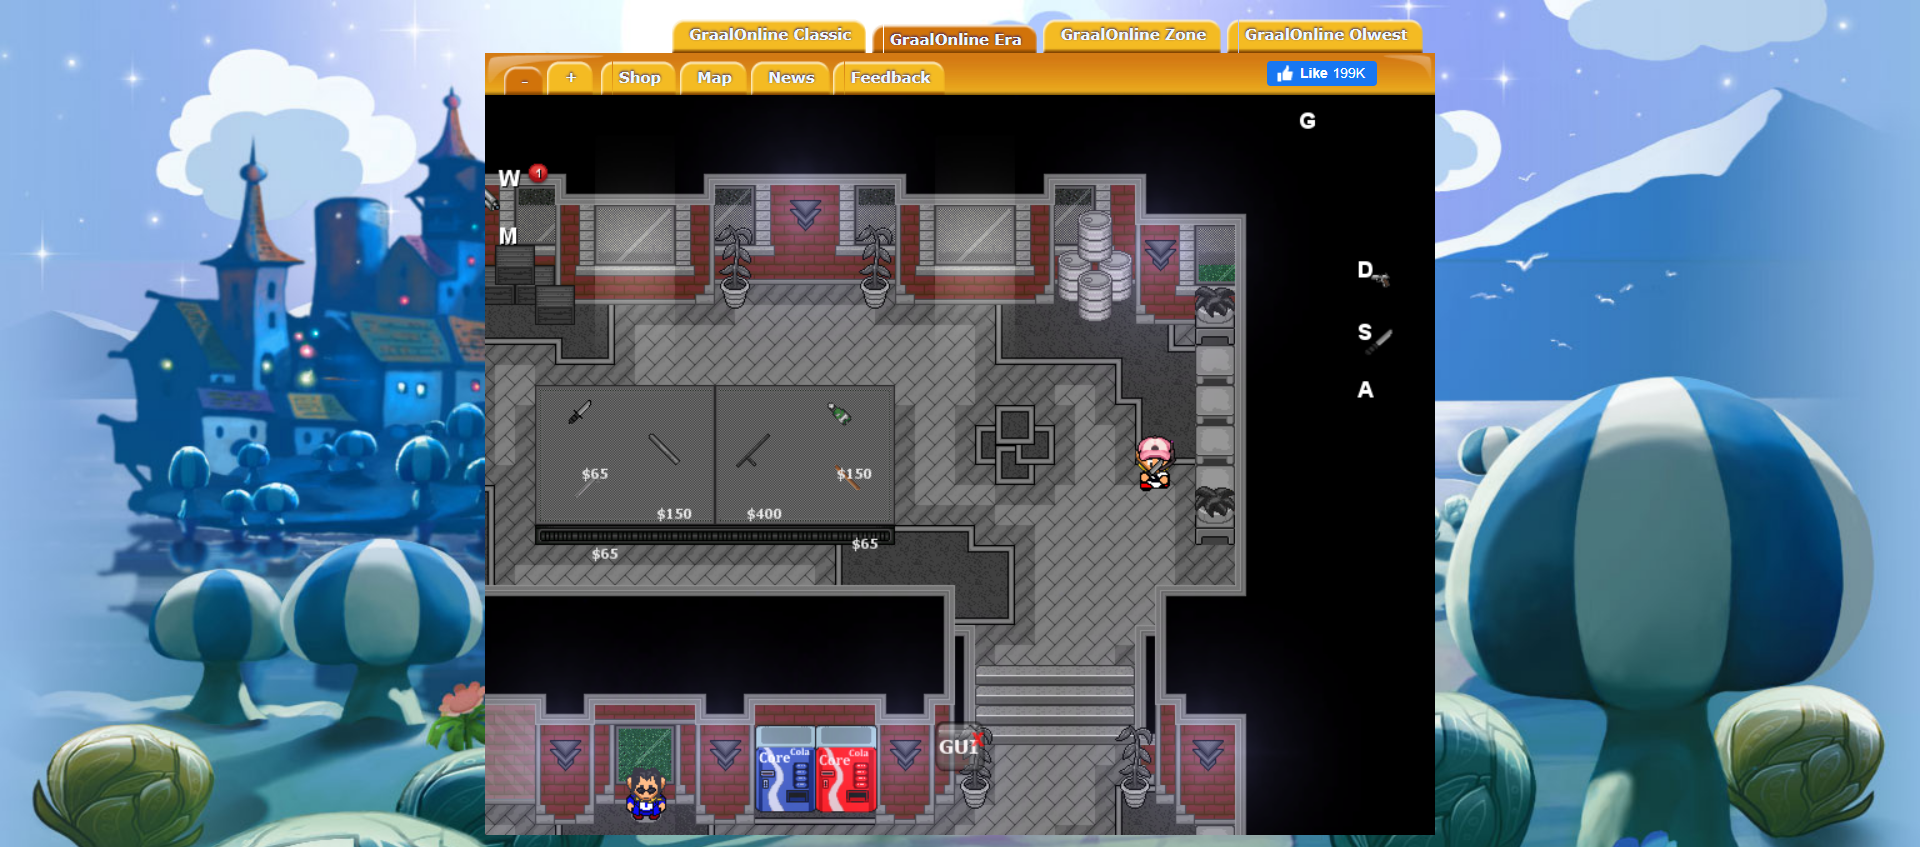 GraalOnline Classic
GraalOnline Era
GraalOnline Zone
GraalOnline Olwest
-
+
Shop
Map
News
Feedback
Like 199K
G
W 1
M
D
S
A
$65
$150
$150
$400
$65
$65
GUI
Cola
Core
Cola
Core